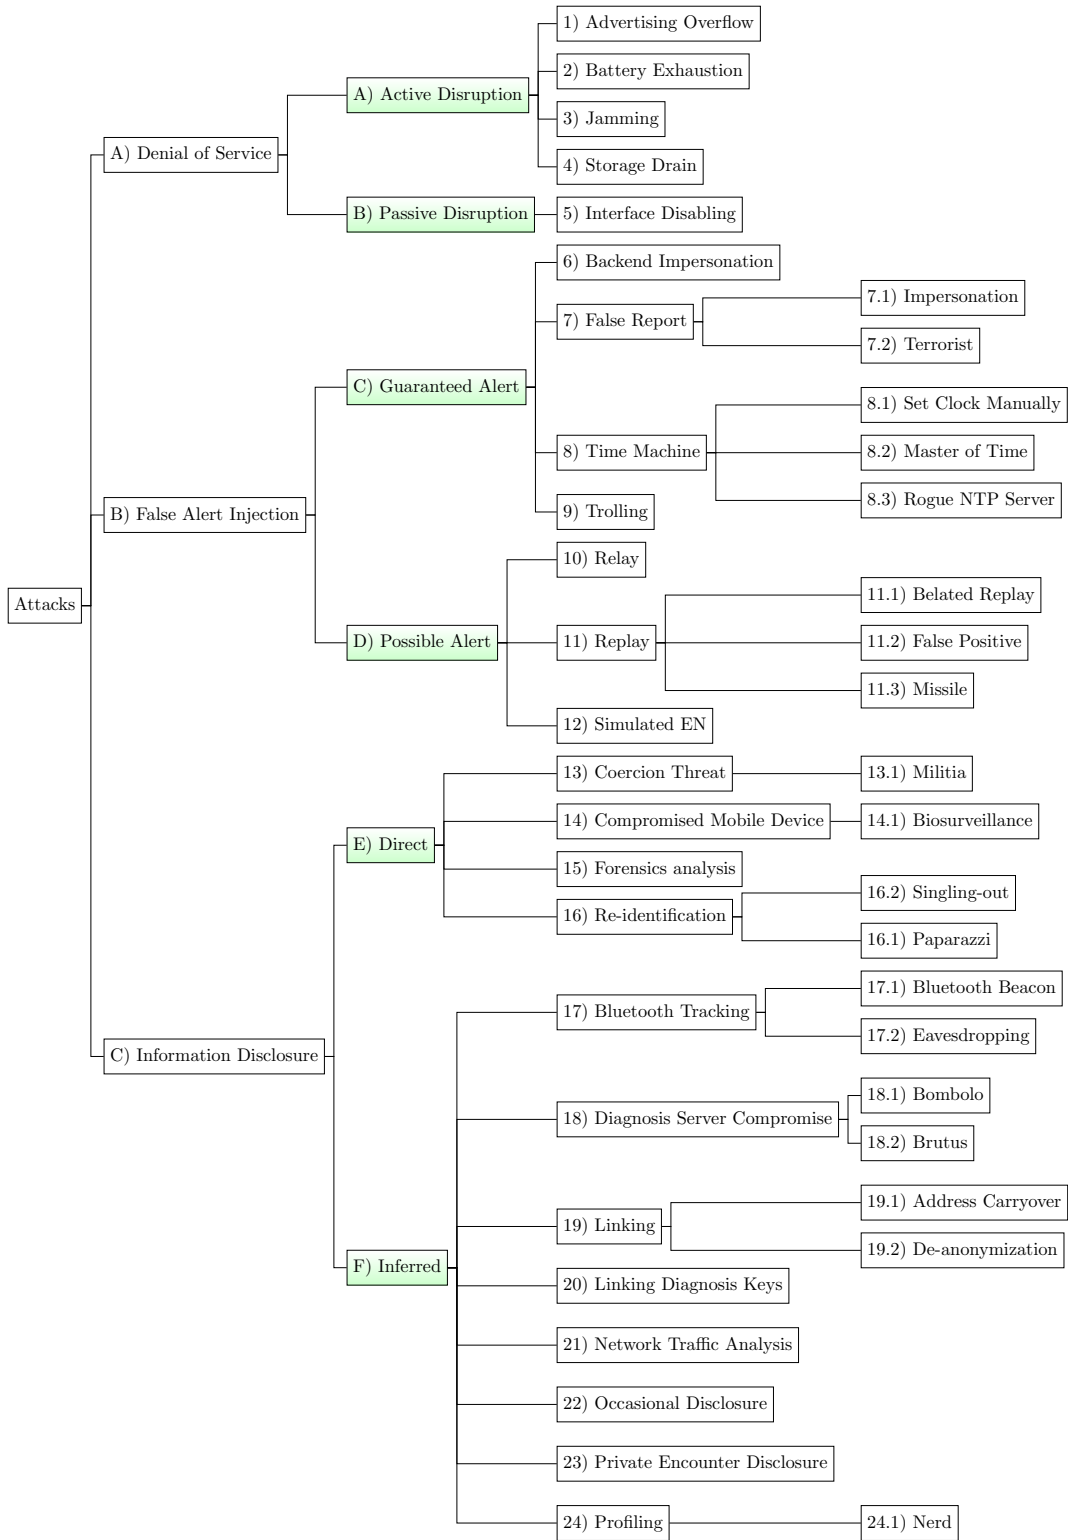 Attacks
A) Denial of Service
A) Active Disruption
1) Advertising Overflow
2) Battery Exhaustion
3) Jamming
4) Storage Drain
B) Passive Disruption
5) Interface Disabling
B) False Alert Injection
C) Guaranteed Alert
6) Backend Impersonation
7) False Report
7.1) Impersonation
7.2) Terrorist
8) Time Machine
8.1) Set Clock Manually
8.2) Master of Time
8.3) Rogue NTP Server
9) Trolling
D) Possible Alert
10) Relay
11) Replay
11.1) Belated Replay
11.2) False Positive
11.3) Missile
12) Simulated EN
C) Information Disclosure
E) Direct
13) Coercion Threat
13.1) Militia
14) Compromised Mobile Device
14.1) Biosurveillance
15) Forensics analysis
16) Re-identification
16.2) Singling-out
16.1) Paparazzi
F) Inferred
17) Bluetooth Tracking
17.1) Bluetooth Beacon
17.2) Eavesdropping
18) Diagnosis Server Compromise
18.1) Bombolo
18.2) Brutus
19) Linking
19.1) Address Carryover
19.2) De-anonymization
20) Linking Diagnosis Keys
21) Network Traffic Analysis
22) Occasional Disclosure
23) Private Encounter Disclosure
24) Profiling
24.1) Nerd